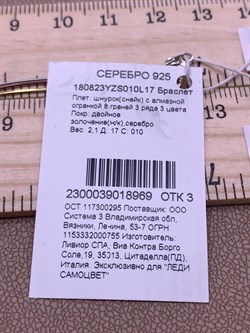 СЕРЕБРО 925
180823YZS010L17 Браслет
Плет. шнурок(снейк) с алмазной
огранкой 8 граней 3 ряда 3 цвета
Покр: двойное
золочение(ж/к),серебро
Вес: 2,1 Д: 17 С: 010
2300039018969 ОТК 3
ОСТ 117300295 Поставщик: ООО
Система 3 Владимирская обл,
Вязники, Ленина, 53-7 ОГРН
1153332000755 Изготовитель:
Ливиор СПА, Виа Контра Борго
Соле,19, 35013, Цитаделла(ПД),
Италия. Эксклюзивно для "ЛЕДИ
САМОЦВЕТ"